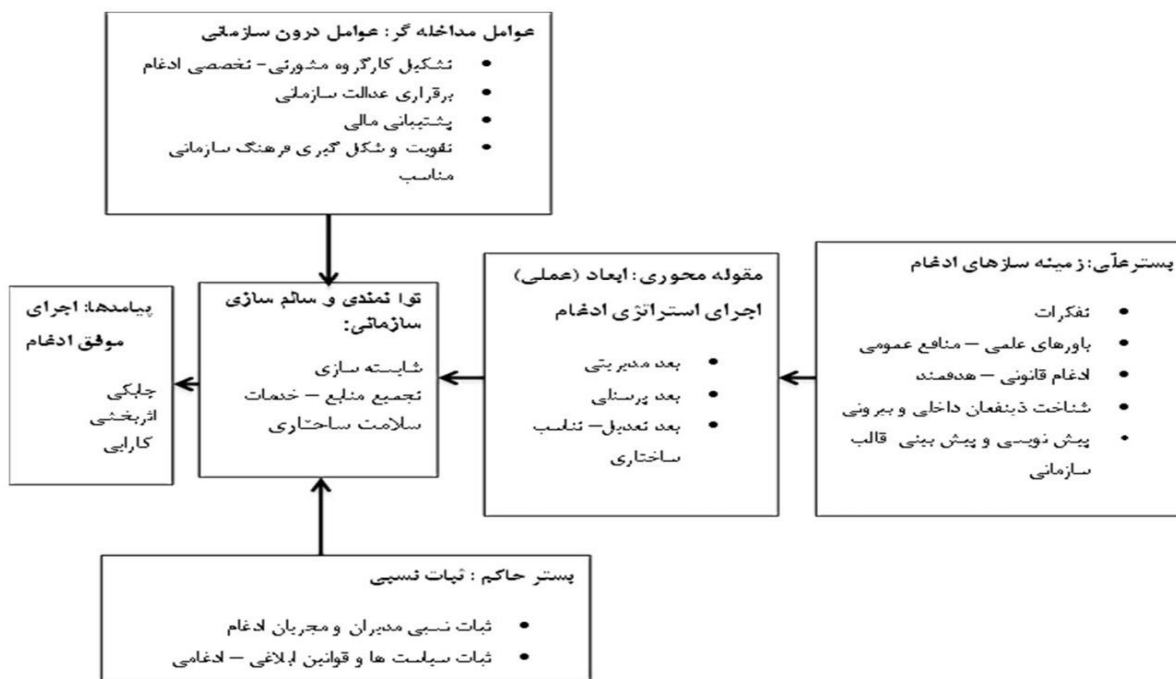 عوامل مداخله گر: عوامل درون سازمانی
• تشکیل کارگروه مشورتی- تخصصی ادغام
• برقراری عدالت سازمانی
• پشتیبانی مالی
• تقویت و شکل گیری فرهنگ سازمانی
مناسب
بسترعلّی: زمینه سازهای ادغام
• تفکرات
• باورهای علمی – منافع عمومی
• ادغام قانونی – هدفمند
• شناخت ذینفعان داخلی و بیرونی
• پیش نویسی و پیش بینی قالب
سازمانی
مقوله محوری: ابعاد (عملی)
اجرای استراتژی ادغام
• بعد مدیریتی
• بعد پرسنلی
• بعد تعدیل– تناسب
ساختاری
توا نمندی و سالم سازی
سازمانی:
شایسته سازی
تجمیع منابع – خدمات
سلامت ساختاری
پیامدها: اجرای
موفق ادغام
چابکی
اثربخشی
کارایی
بستر حاکم : ثبات نسبی
• ثبات نسبی مدیران و مجریان ادغام
• ثبات سیاست ها و قوانین ابلاغی – ادغامی